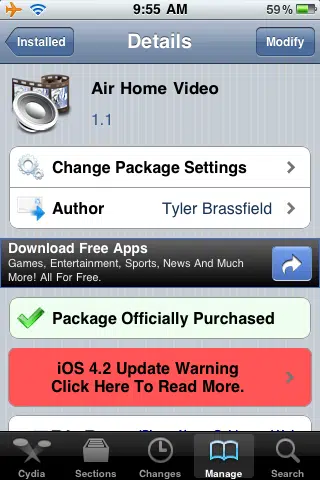 9:55 AM
59%
Installed
Details
Modify
Air Home Video
1.1
Change Package Settings
Author
Tyler Brassfield
Download Free Apps
Games, Entertainment, Sports, News And Much
More! All For Free.
Package Officially Purchased
iOS 4.2 Update Warning
Click Here To Read More.
Cydia
Sections
Changes
Manage
Search